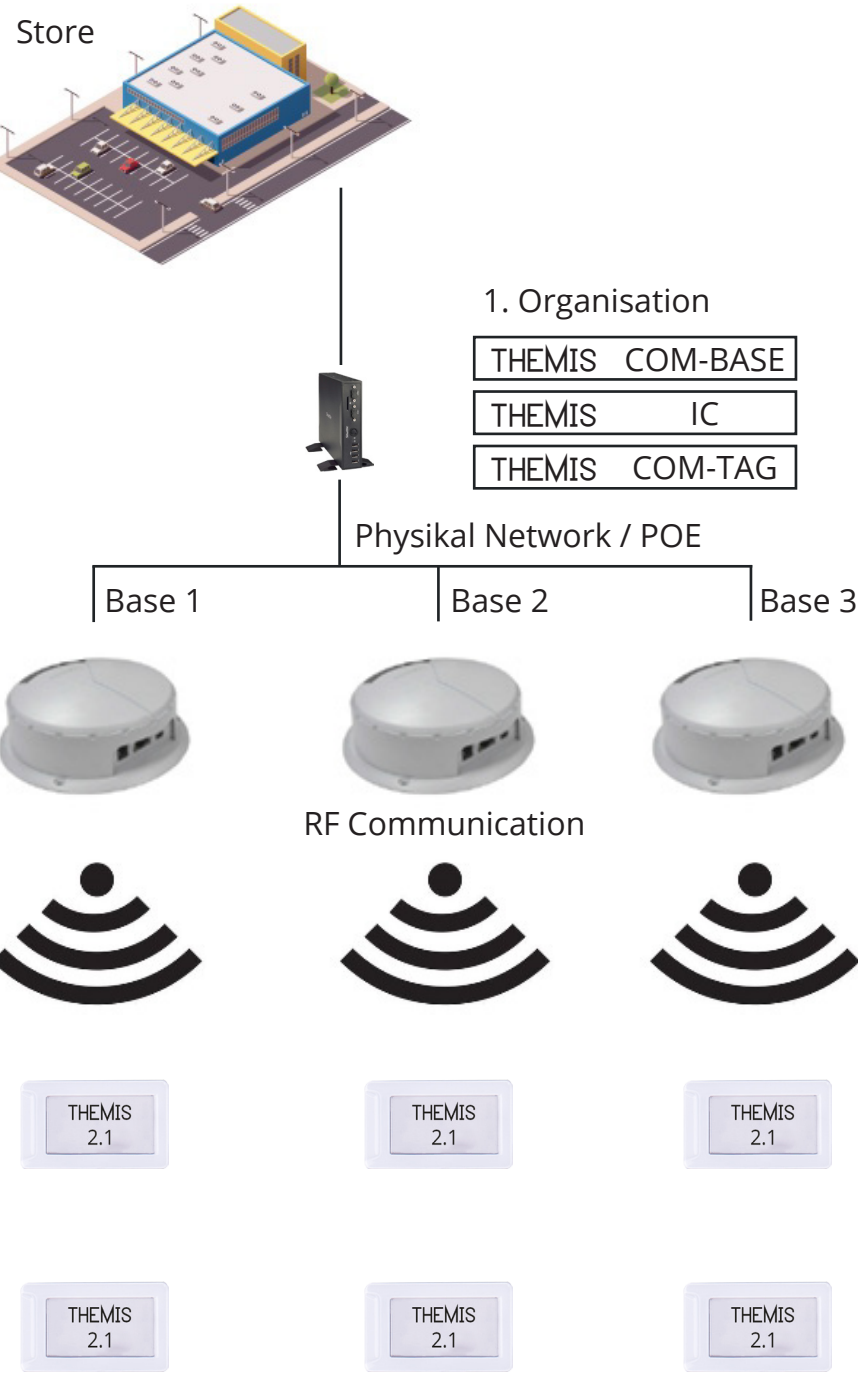 Store
1. Organisation
THEMIS COM-BASE
THEMIS IC
THEMIS COM-TAG
Physikal Network / POE
Base 1 Base 2 Base 3
RF Communication
THEMIS THEMIS THEMIS
2.1 2.1 2.1
THEMIS THEMIS THEMIS
2.1 2.1 2.1